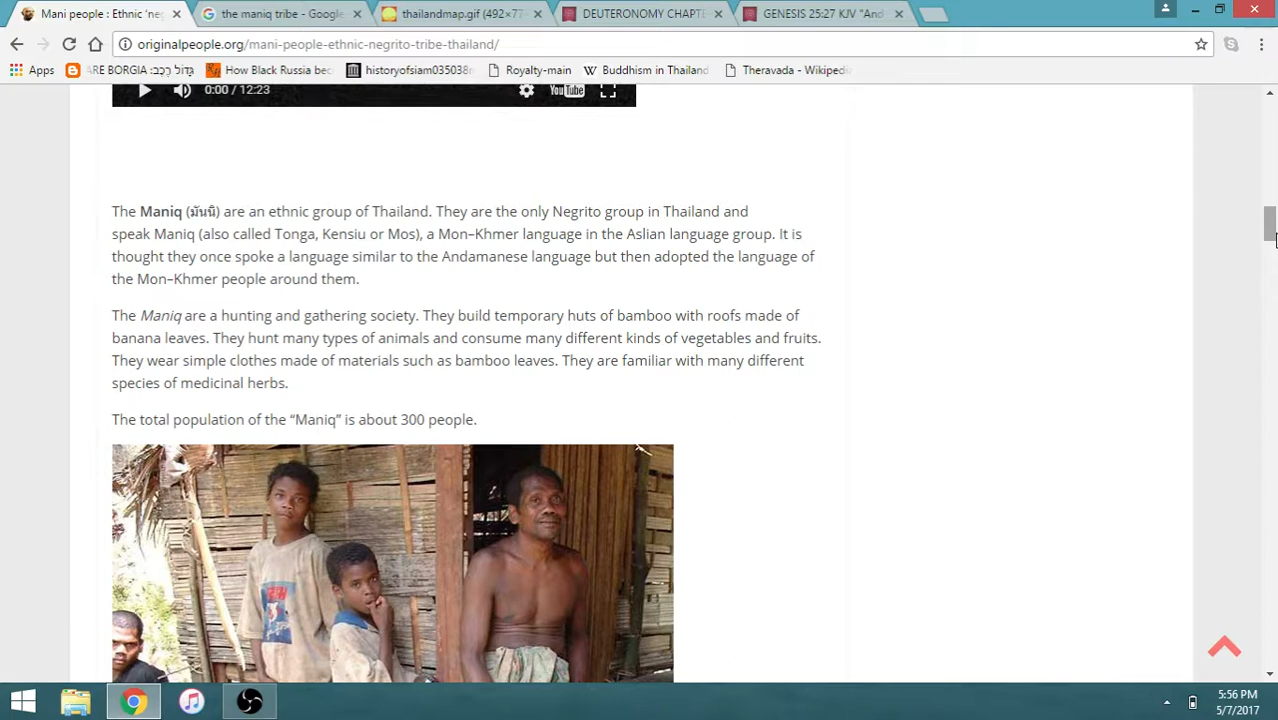 Mani people : Ethnic 'ne
the maniq tribe - Google
thailandmap.gif (492×77
DEUTERONOMY CHAPT
GENESIS 25:27 KJV "And
originalpeople.org/mani-people-ethnic-negrito-tribe-thailand/
Apps
ARE BORGIA :גָּדוֹל רֶכֶב
How Black Russia bec
historyofsiam035038m
Royalty-main
Buddhism in Thailand
Theravada - Wikipedia
0:00 / 12:23
YouTube
The Maniq (มันนิ) are an ethnic group of Thailand. They are the only Negrito group in Thailand and
speak Maniq (also called Tonga, Kensiu or Mos), a Mon–Khmer language in the Aslian language group. It is
thought they once spoke a language similar to the Andamanese language but then adopted the language of
the Mon–Khmer people around them.
The Maniq are a hunting and gathering society. They build temporary huts of bamboo with roofs made of
banana leaves. They hunt many types of animals and consume many different kinds of vegetables and fruits.
They wear simple clothes made of materials such as bamboo leaves. They are familiar with many different
species of medicinal herbs.
The total population of the “Maniq” is about 300 people.
5:56 PM
5/7/2017